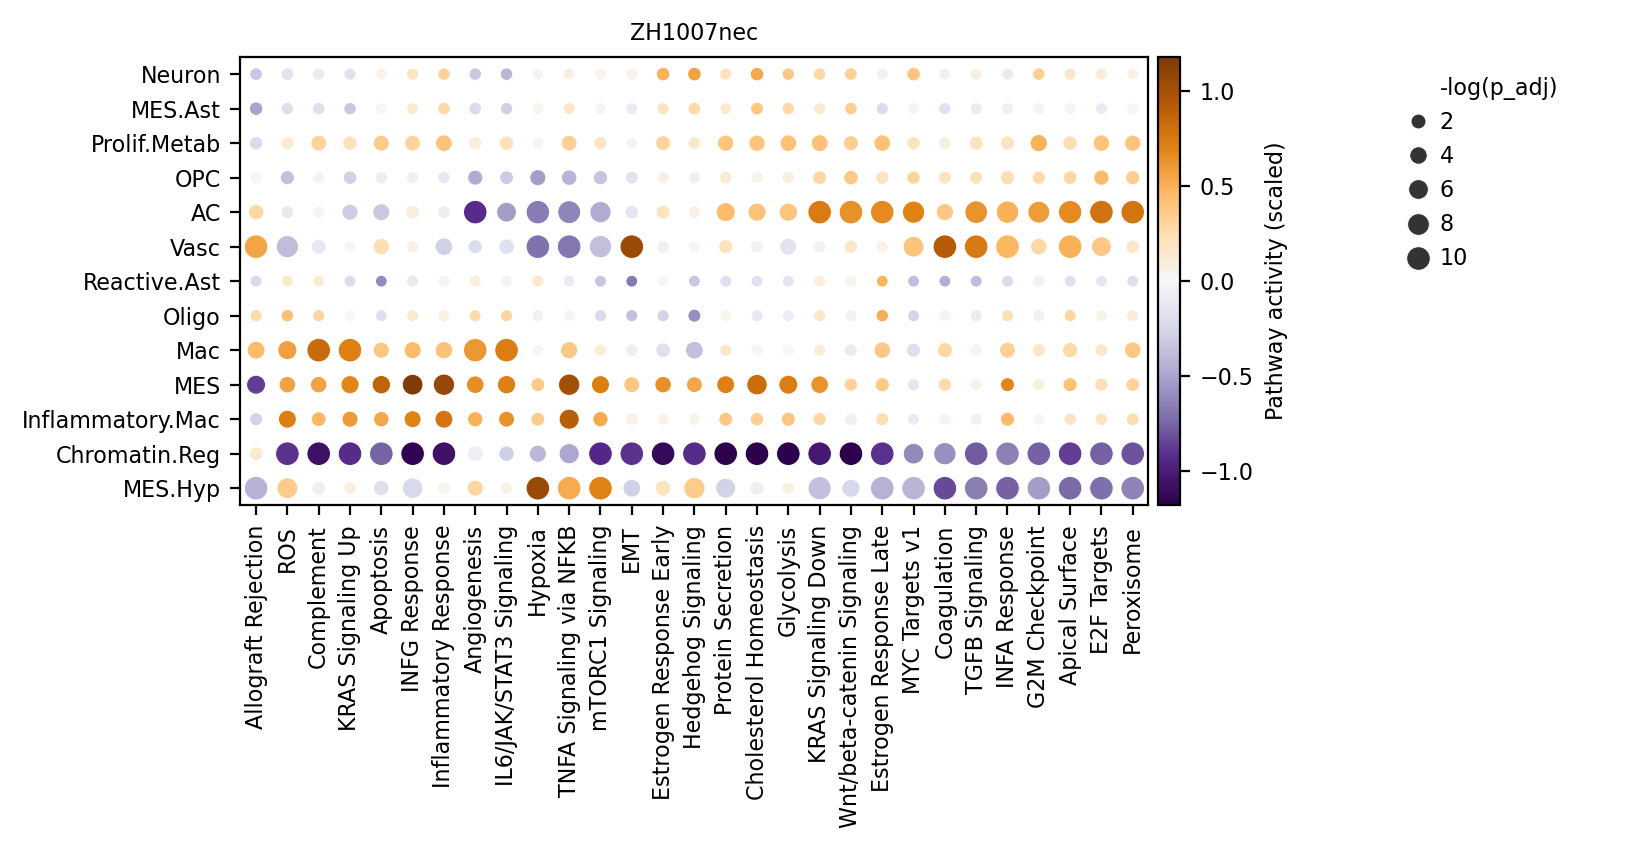 ZH1007nec
Neuron
MES.Ast
Prolif.Metab
OPC
AC
Vasc
Reactive.Ast
Oligo
Mac
MES
Inflammatory.Mac
Chromatin.Reg
MES.Hyp
Allograft Rejection
ROS
Complement
KRAS Signaling Up
Apoptosis
INFG Response
Inflammatory Response
Angiogenesis
IL6/JAK/STAT3 Signaling
Hypoxia
TNFA Signaling via NFKB
mTORC1 Signaling
EMT
Estrogen Response Early
Hedgehog Signaling
Protein Secretion
Cholesterol Homeostasis
Glycolysis
KRAS Signaling Down
Wnt/beta-catenin Signaling
Estrogen Response Late
MYC Targets v1
Coagulation
TGFB Signaling
INFA Response
G2M Checkpoint
Apical Surface
E2F Targets
Peroxisome
1.0
0.5
0.0
−0.5
−1.0
Pathway activity (scaled)
-log(p_adj)
2
4
6
8
10